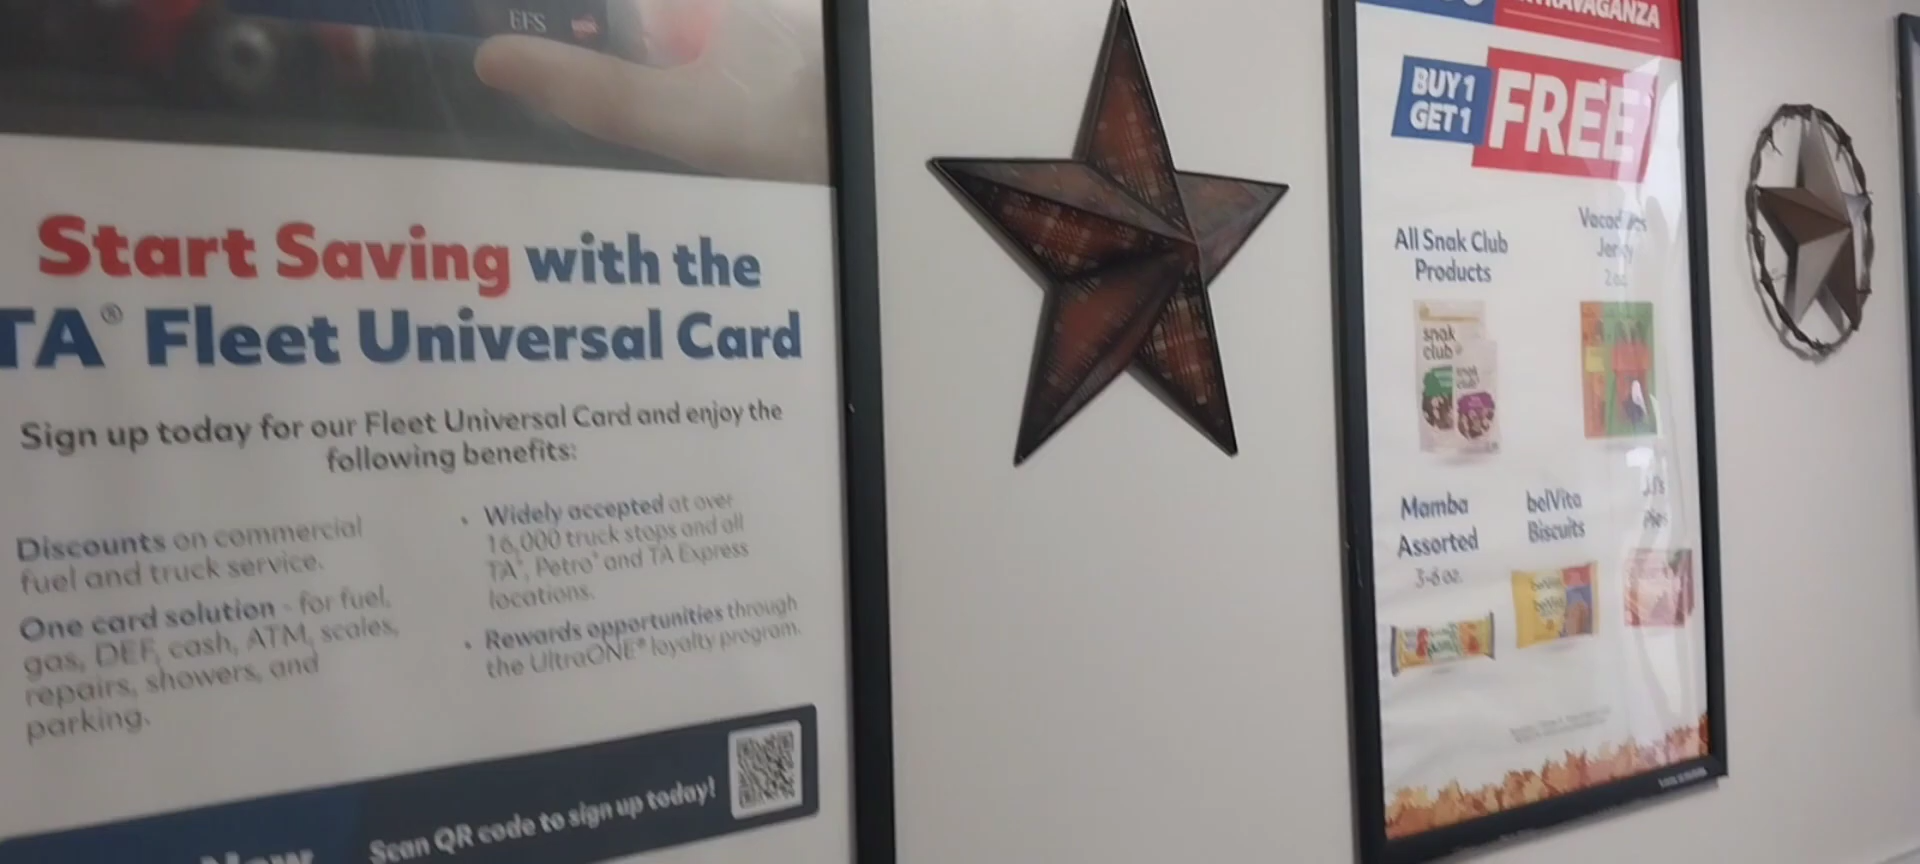 EFS
Start Saving with the
TA® Fleet Universal Card
Sign up today for our Fleet Universal Card and enjoy the
following benefits:
Discounts on commercial
fuel and truck service.
One card solution - for fuel,
gas, DEF, cash, ATM, scales,
repairs, showers, and
parking.
• Widely accepted at over
16,000 truck stops and all
TA®, Petro® and TA Express
locations.
• Rewards opportunities through
the UltraONE® loyalty program.
Scan QR code to sign up today!
BUY 1
GET 1
FREE
All Snak Club
Products
snak
club
Jerky
2 oz.
Mamba
Assorted
3-6 oz.
belVita
Biscuits
Pies